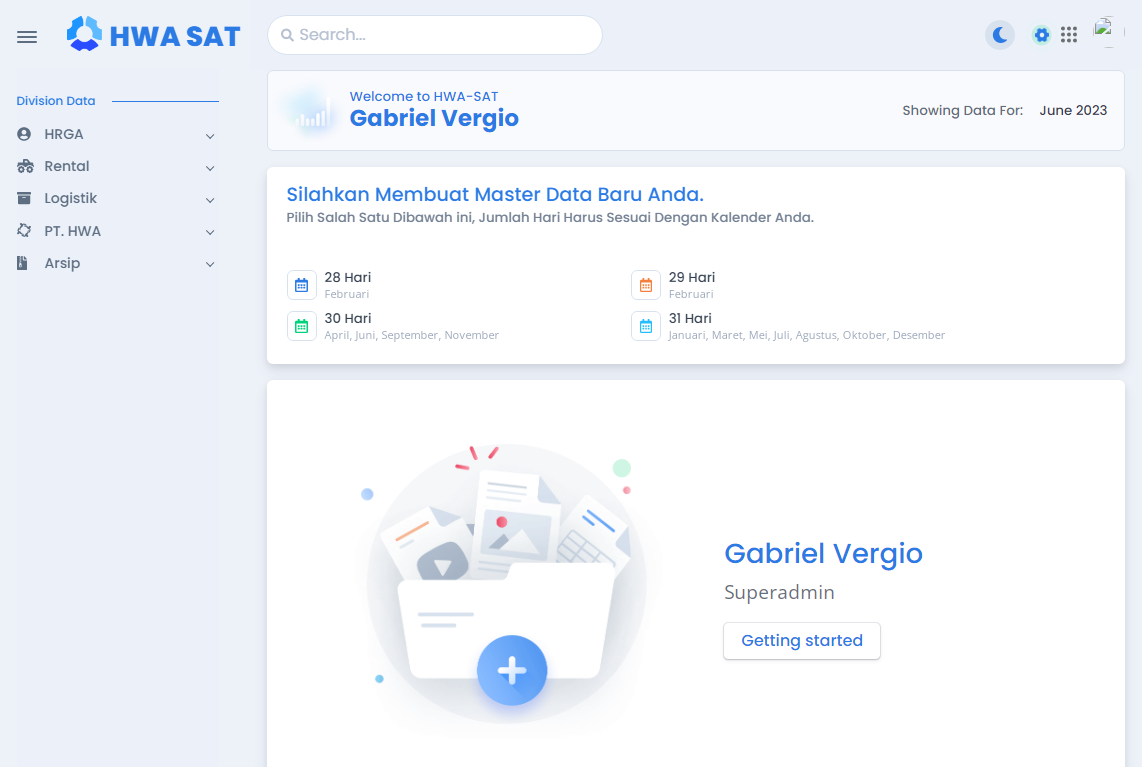 HWA SAT
Search...
Division Data
HRGA
Rental
Logistik
PT. HWA
Arsip
Welcome to HWA-SAT
Gabriel Vergio
Showing Data For: June 2023
Silahkan Membuat Master Data Baru Anda.
Pilih Salah Satu Dibawah ini, Jumlah Hari Harus Sesuai Dengan Kalender Anda.
28 Hari
Februari
29 Hari
Februari
30 Hari
April, Juni, September, November
31 Hari
Januari, Maret, Mei, Juli, Agustus, Oktober, Desember
Gabriel Vergio
Superadmin
Getting started